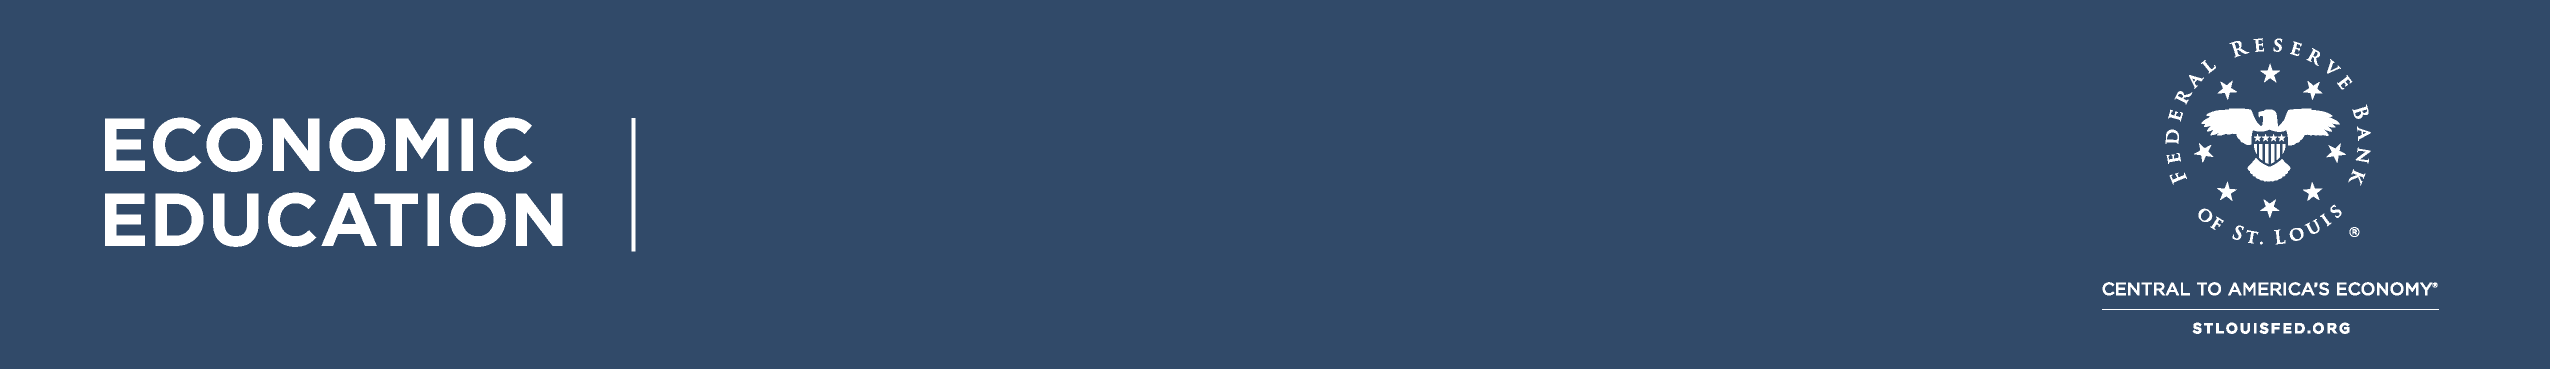 ECONOMIC
EDUCATION
FEDERAL RESERVE BANK
OF ST. LOUIS ®
CENTRAL TO AMERICA'S ECONOMY®
STLOUISFED.ORG